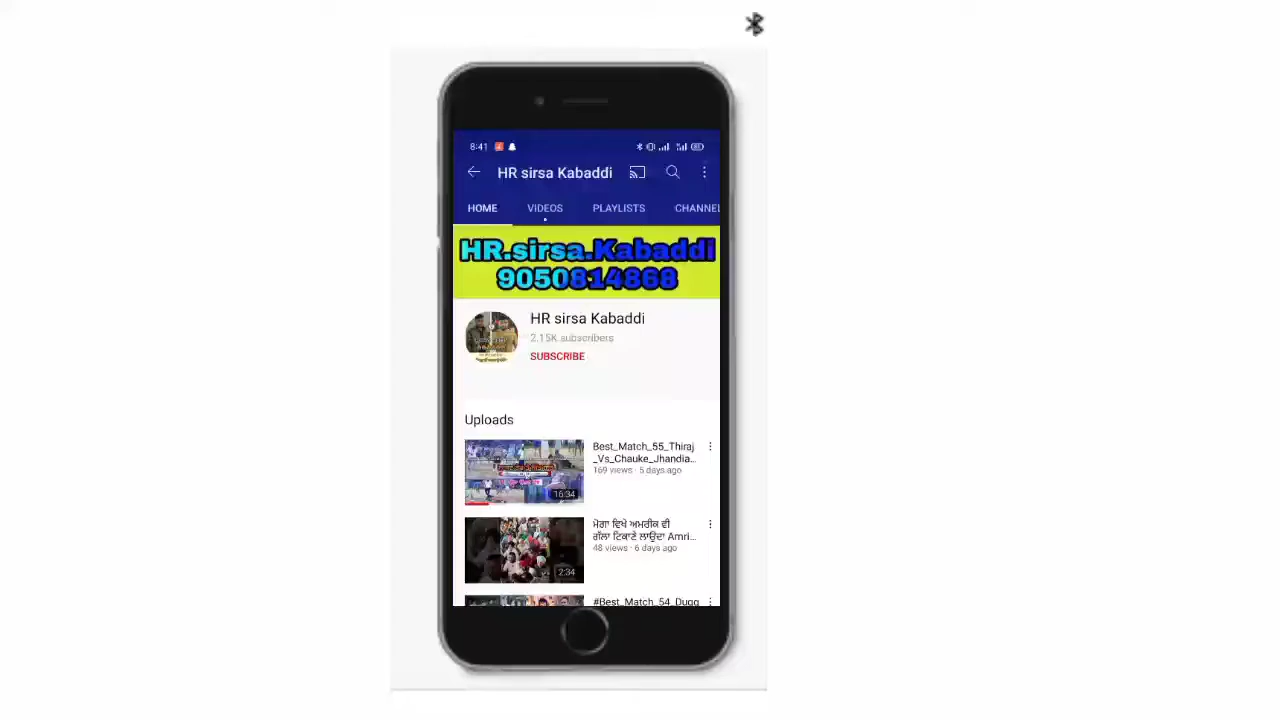 8:41
HR sirsa Kabaddi
HOME VIDEOS PLAYLISTS CHANNEL
HR.sirsa.Kabaddi
9050814868
HR sirsa Kabaddi
2.15K subscribers
SUBSCRIBE
Uploads
Best_Match_55_Thiraj
_Vs_Chauke_Jhandia...
169 views · 5 days ago
16:34
ਮੋਗਾ ਵਿਖੇ ਅਮਰੀਕ ਵੀ
ਗੱਲਾ ਟਿਕਾਣੇ ਲਾਉਂਦਾ Amri...
48 views · 6 days ago
2:34
#Best_Match_54_Dugg